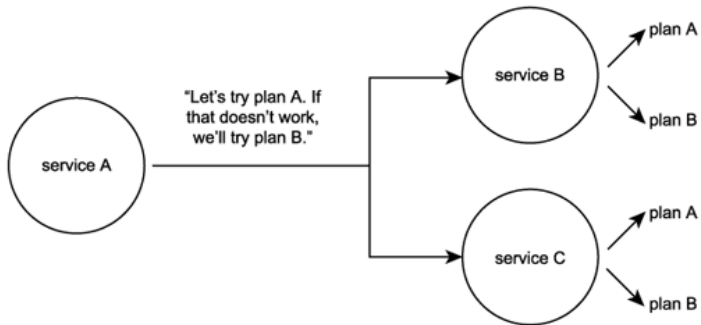 plan A
service B
"Let's try plan A. If
that doesn't work,
we'll try plan B."
plan B
service A
plan A
service C
plan B